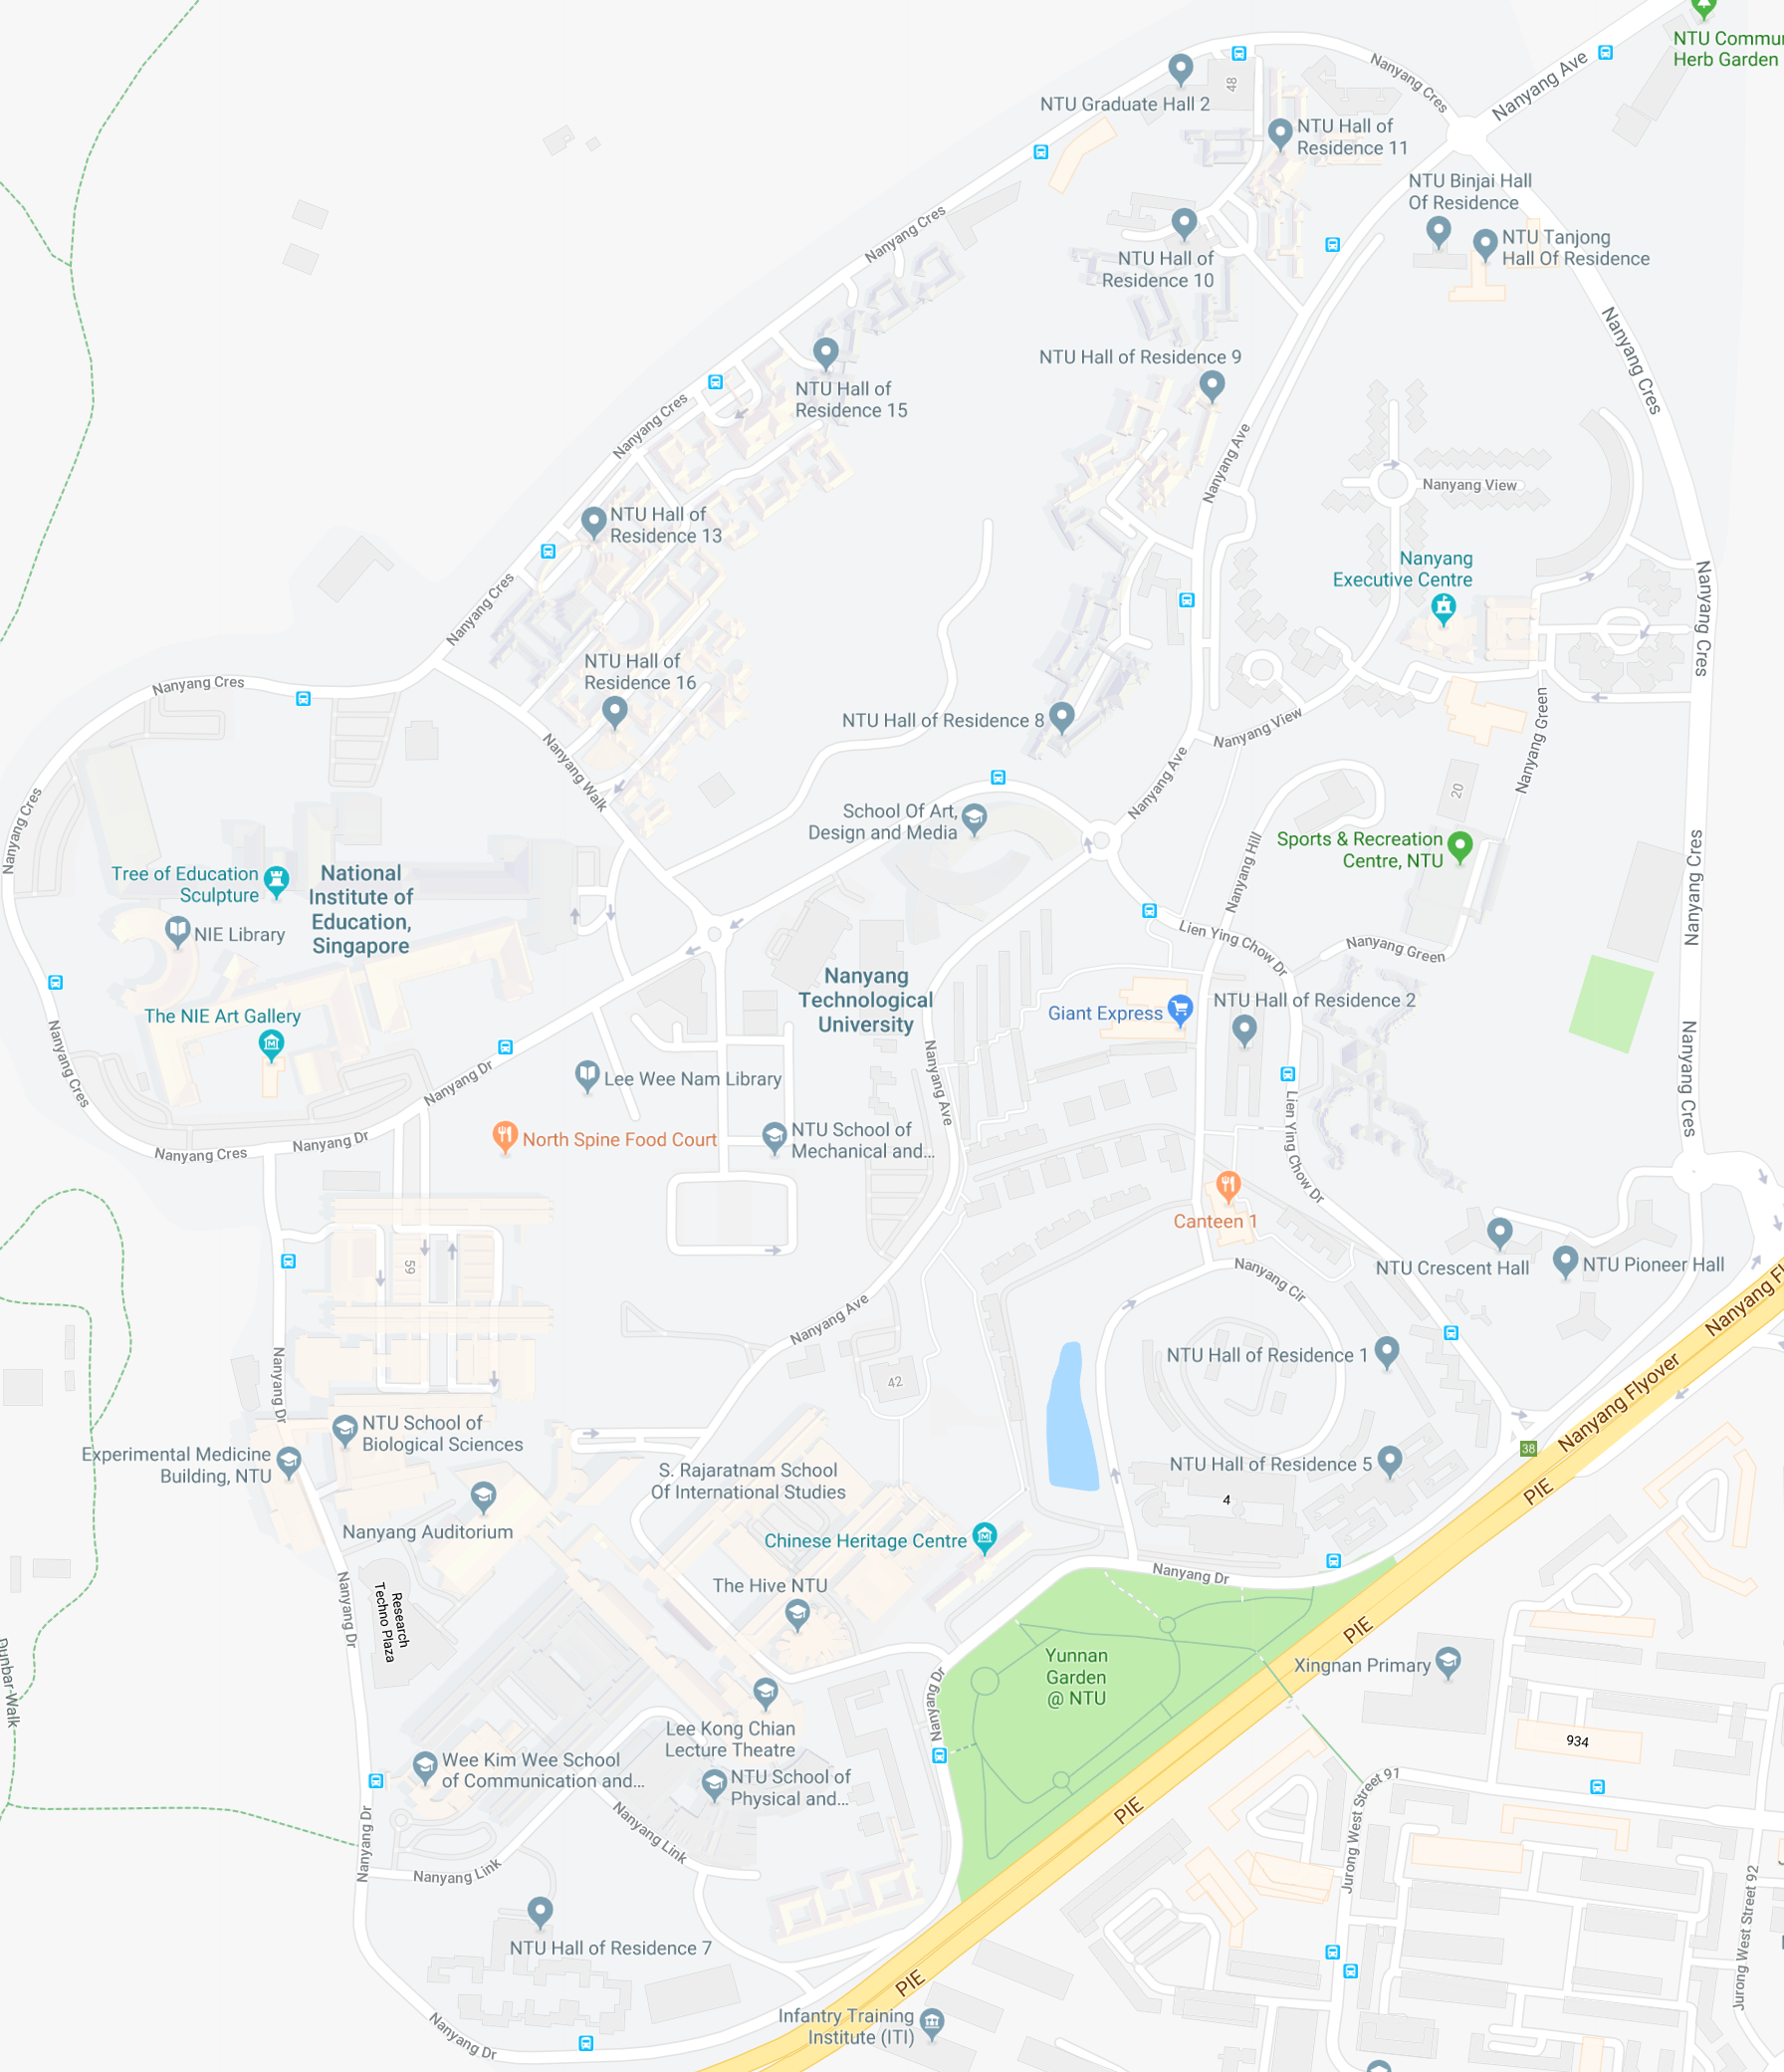 NTU Commu
Herb Garden
Nanyang Ave
Nanyang Cres
NTU Graduate Hall 2
48
NTU Hall of
Residence 11
NTU Binjai Hall
Of Residence
NTU Tanjong
Hall Of Residence
Nanyang Cres
NTU Hall of
Residence 10
Nanyang Cres
NTU Hall of Residence 9
NTU Hall of
Residence 15
Nanyang Cres
Nanyang Ave
Nanyang View
NTU Hall of
Residence 13
Nanyang
Executive Centre
Nanyang Cres
Nanyang Cres
NTU Hall of
Residence 16
Nanyang Cres
NTU Hall of Residence 8
Nanyang View
Nanyang Green
Nanyang Walk
Nanyang Ave
20
School Of Art,
Design and Media
Nanyang Cres
Sports & Recreation
Centre, NTU
Nanyang Hill
Nanyang Cres
Tree of Education
Sculpture
National
Institute of
Education,
Singapore
NIE Library
Lien Ying Chow Dr
Nanyang Green
Nanyang
Technological
University
Giant Express
NTU Hall of Residence 2
The NIE Art Gallery
Nanyang Cres
Nanyang Cres
Nanyang Dr
Lee Wee Nam Library
Nanyang Ave
Lien Ying Chow Dr
North Spine Food Court
NTU School of
Mechanical and...
Nanyang Dr
Nanyang Cres
Canteen 1
NTU Crescent Hall
NTU Pioneer Hall
59
Nanyang Cir
Nanyang Ave
Nanyang Fl
NTU Hall of Residence 1
42
Nanyang Dr
Nanyang Flyover
NTU School of
Biological Sciences
Experimental Medicine
Building, NTU
38
S. Rajaratnam School
Of International Studies
NTU Hall of Residence 5
4
PIE
Nanyang Auditorium
Chinese Heritage Centre
Nanyang Dr
The Hive NTU
Research
Techno Plaza
Nanyang Dr
PIE
Yunnan
Garden
@ NTU
Xingnan Primary
Dunbar Walk
Nanyang Dr
Lee Kong Chian
Lecture Theatre
934
Wee Kim Wee School
of Communication and...
NTU School of
Physical and...
PIE
Jurong West Street 91
Nanyang Dr
Nanyang Link
Nanyang Link
Jurong West Street 92
NTU Hall of Residence 7
PIE
Infantry Training
Institute (ITI)
Nanyang Dr